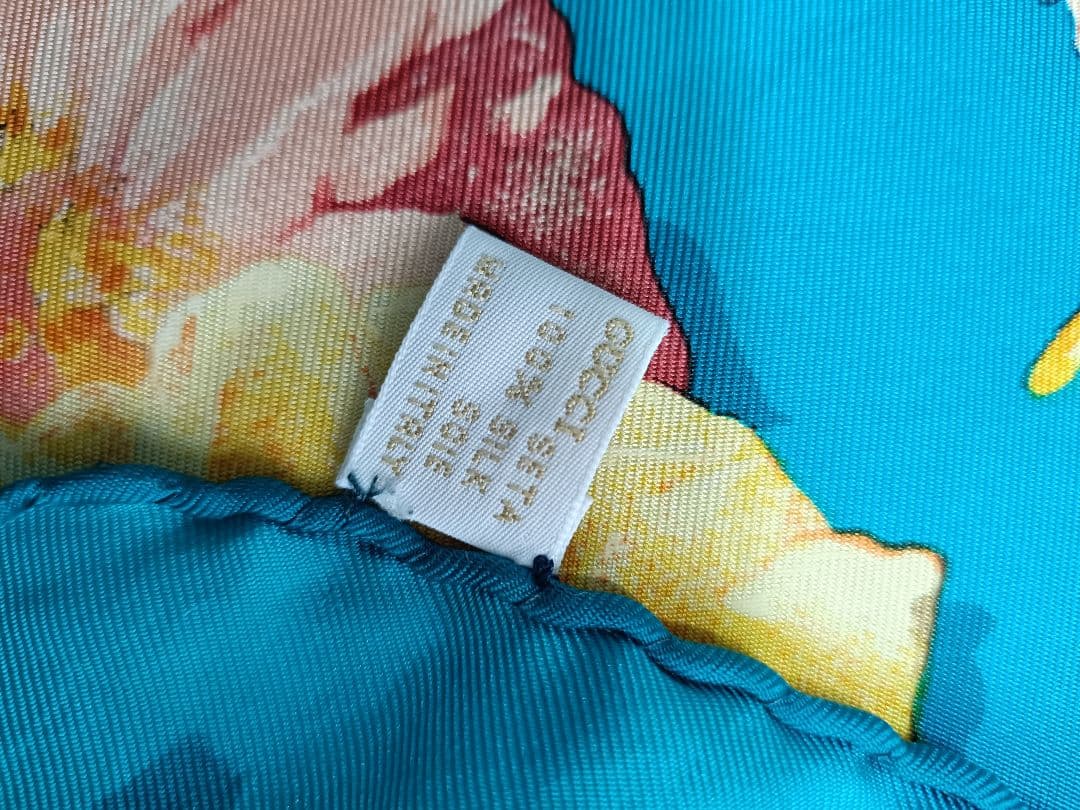 GUCCI
100% SETA
SILK
SOIE
MADE IN ITALY